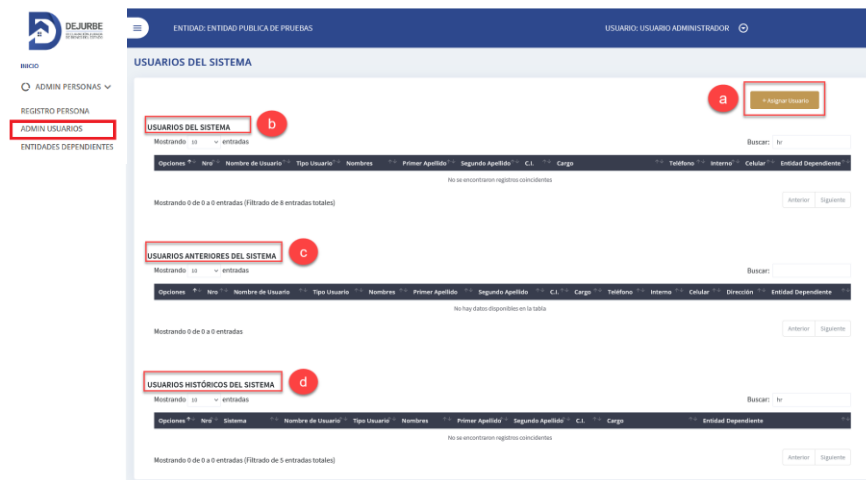 DEJURBE
ENTIDAD: ENTIDAD PUBLICA DE PRUEBAS
USUARIO: USUARIO ADMINISTRADOR
INICIO
ADMIN PERSONAS
REGISTRO PERSONA
ADMIN USUARIOS
ENTIDADES DEPENDIENTES
USUARIOS DEL SISTEMA
a
+ Asignar Usuario
USUARIOS DEL SISTEMA
b
Mostrando 10 entradas
Buscar: hr
Opciones Nro Nombre de Usuario Tipo Usuario Nombres Primer Apellido Segundo Apellido C.I. Cargo Teléfono Interno Celular Entidad Dependiente
No se encontraron registros coincidentes
Mostrando 0 de 0 a 0 entradas (Filtrado de 8 entradas totales)
Anterior Siguiente
USUARIOS ANTERIORES DEL SISTEMA
c
Mostrando 10 entradas
Buscar:
Opciones Nro Nombre de Usuario Tipo Usuario Nombres Primer Apellido Segundo Apellido C.I. Cargo Teléfono Interno Celular Dirección Entidad Dependiente
No hay datos disponibles en la tabla
Mostrando 0 de 0 a 0 entradas
Anterior Siguiente
USUARIOS HISTÓRICOS DEL SISTEMA
d
Mostrando 10 entradas
Buscar: hr
Opciones Nro Sistema Nombre de Usuario Tipo Usuario Nombres Primer Apellido Segundo Apellido C.I. Cargo Entidad Dependiente
No se encontraron registros coincidentes
Mostrando 0 de 0 a 0 entradas (Filtrado de 5 entradas totales)
Anterior Siguiente